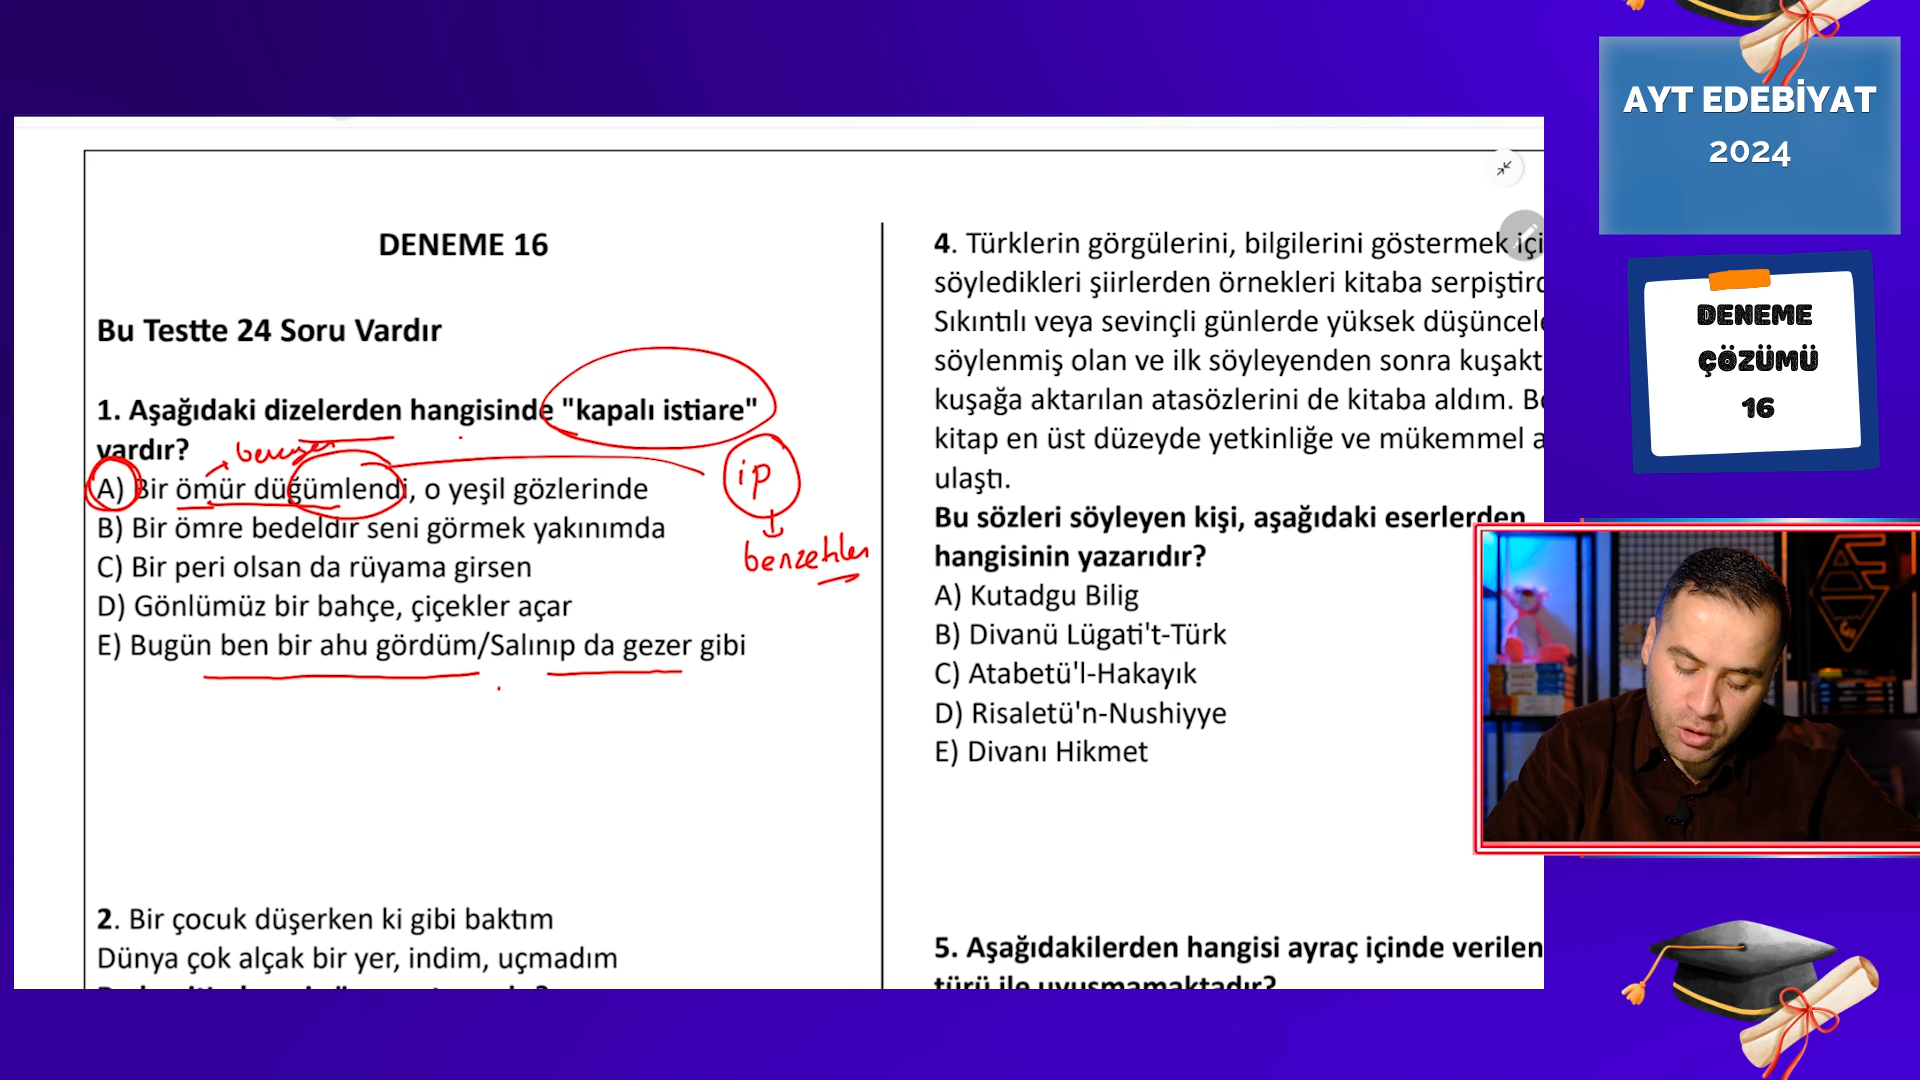 DENEME 16
Bu Testte 24 Soru Vardır
1. Aşağıdaki dizelerden hangisinde "kapalı istiare"
vardır?
benzeyen
A) Bir ömür düğümlendi, o yeşil gözlerinde
ip
B) Bir ömre bedeldir seni görmek yakınımda
benzetilen
C) Bir peri olsan da rüyama girsen
D) Gönlümüz bir bahçe, çiçekler açar
E) Bugün ben bir ahu gördüm/Salınıp da gezer gibi
2. Bir çocuk düşerken ki gibi baktım
Dünya çok alçak bir yer, indim, uçmadım
4. Türklerin görgülerini, bilgilerini göstermek içi
söyledikleri şiirlerden örnekleri kitaba serpiştird
Sıkıntılı veya sevinçli günlerde yüksek düşüncele
söylenmiş olan ve ilk söyleyenden sonra kuşakt
kuşağa aktarılan atasözlerini de kitaba aldım. B
kitap en üst düzeyde yetkinliğe ve mükemmel a
ulaştı.
Bu sözleri söyleyen kişi, aşağıdaki eserlerden
hangisinin yazarıdır?
A) Kutadgu Bilig
B) Divanü Lügati't-Türk
C) Atabetü'l-Hakayık
D) Risaletü'n-Nushiyye
E) Divanı Hikmet
5. Aşağıdakilerden hangisi ayraç içinde verilen
türü ile uyuşmamaktadır?
AYT EDEBİYAT
2024
DENEME
ÇÖZÜMÜ
16